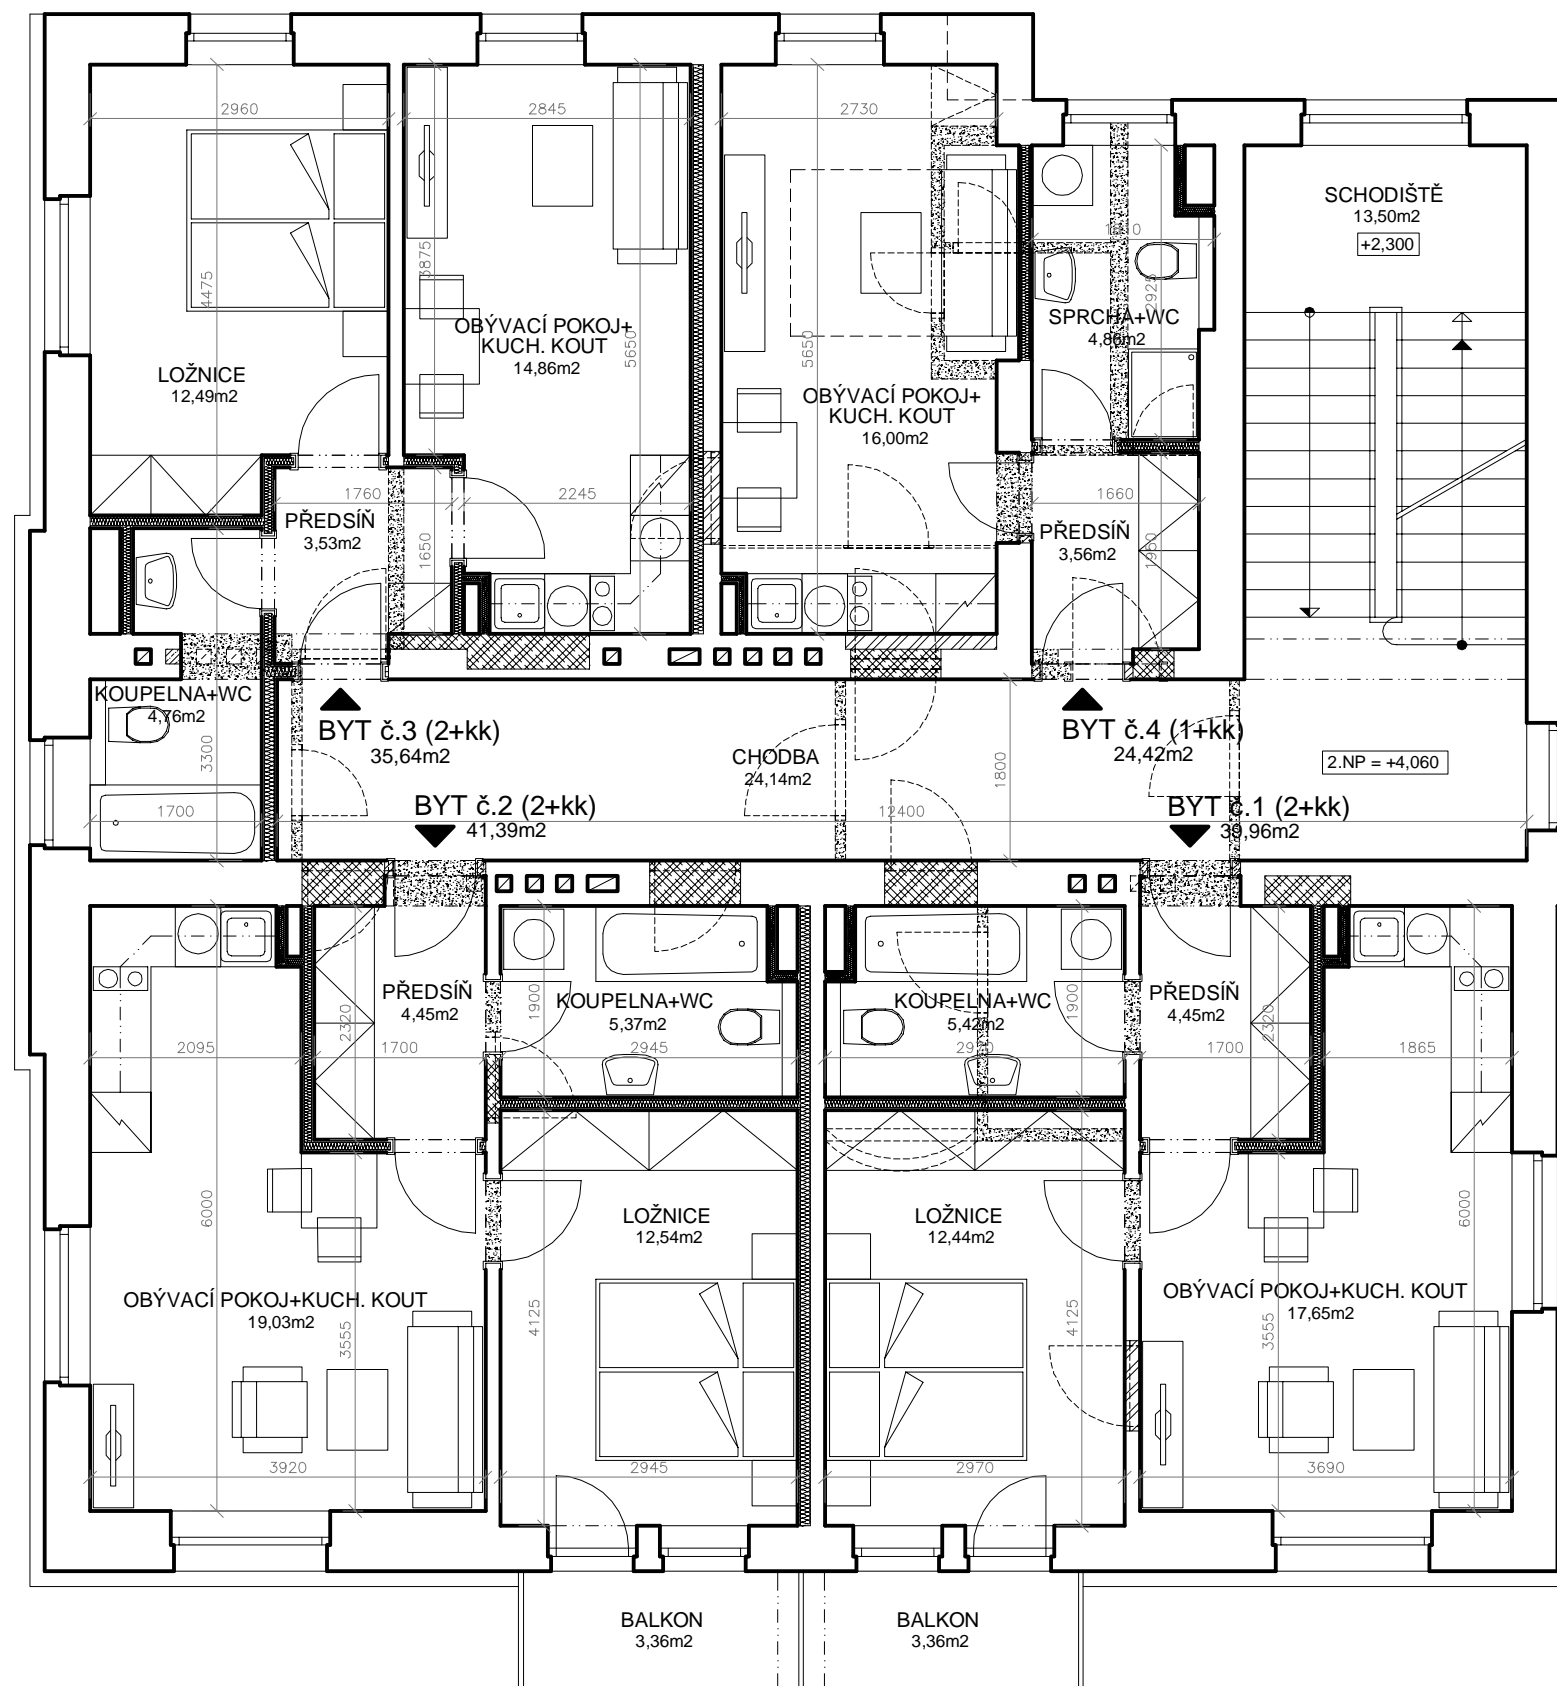 2960
2845
2730
SCHODIŠTĚ
13,50m2
+2,300
4475
3875
5650
OBÝVACÍ POKOJ+
KUCH. KOUT
14,86m2
5650
OBÝVACÍ POKOJ+
KUCH. KOUT
16,00m2
2925
SPRCHA+WC
4,86m2
LOŽNICE
12,49m2
1760
PŘEDSÍŇ
3,53m2
1650
2245
1660
PŘEDSÍŇ
3,56m2
1950
KOUPELNA+WC
4,76m2
3300
1700
BYT č.3 (2+kk)
35,64m2
BYT č.2 (2+kk)
41,39m2
CHODBA
24,14m2
1800
12400
BYT č.4 (1+kk)
24,42m2
2.NP = +4,060
BYT č.1 (2+kk)
39,96m2
2095
2320
PŘEDSÍŇ
4,45m2
1700
1900
KOUPELNA+WC
5,37m2
2945
KOUPELNA+WC
5,42m2
2970
1900
PŘEDSÍŇ
4,45m2
1700
2320
1865
6000
OBÝVACÍ POKOJ+KUCH. KOUT
19,03m2
3555
3920
LOŽNICE
12,54m2
4125
2945
LOŽNICE
12,44m2
4125
2970
OBÝVACÍ POKOJ+KUCH. KOUT
17,65m2
3555
6000
3690
BALKON
3,36m2
BALKON
3,36m2